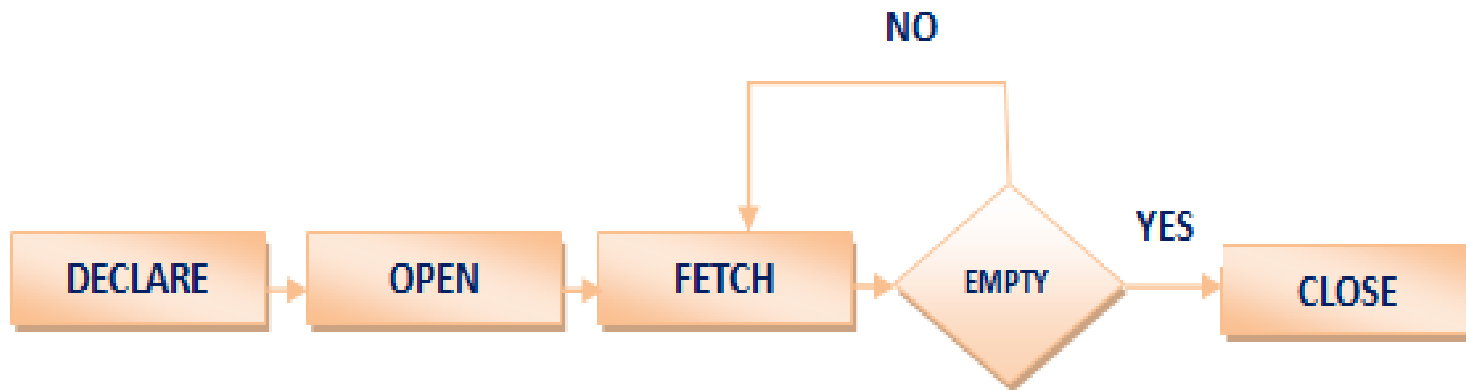 NO
YES
DECLARE
OPEN
FETCH
EMPTY
CLOSE